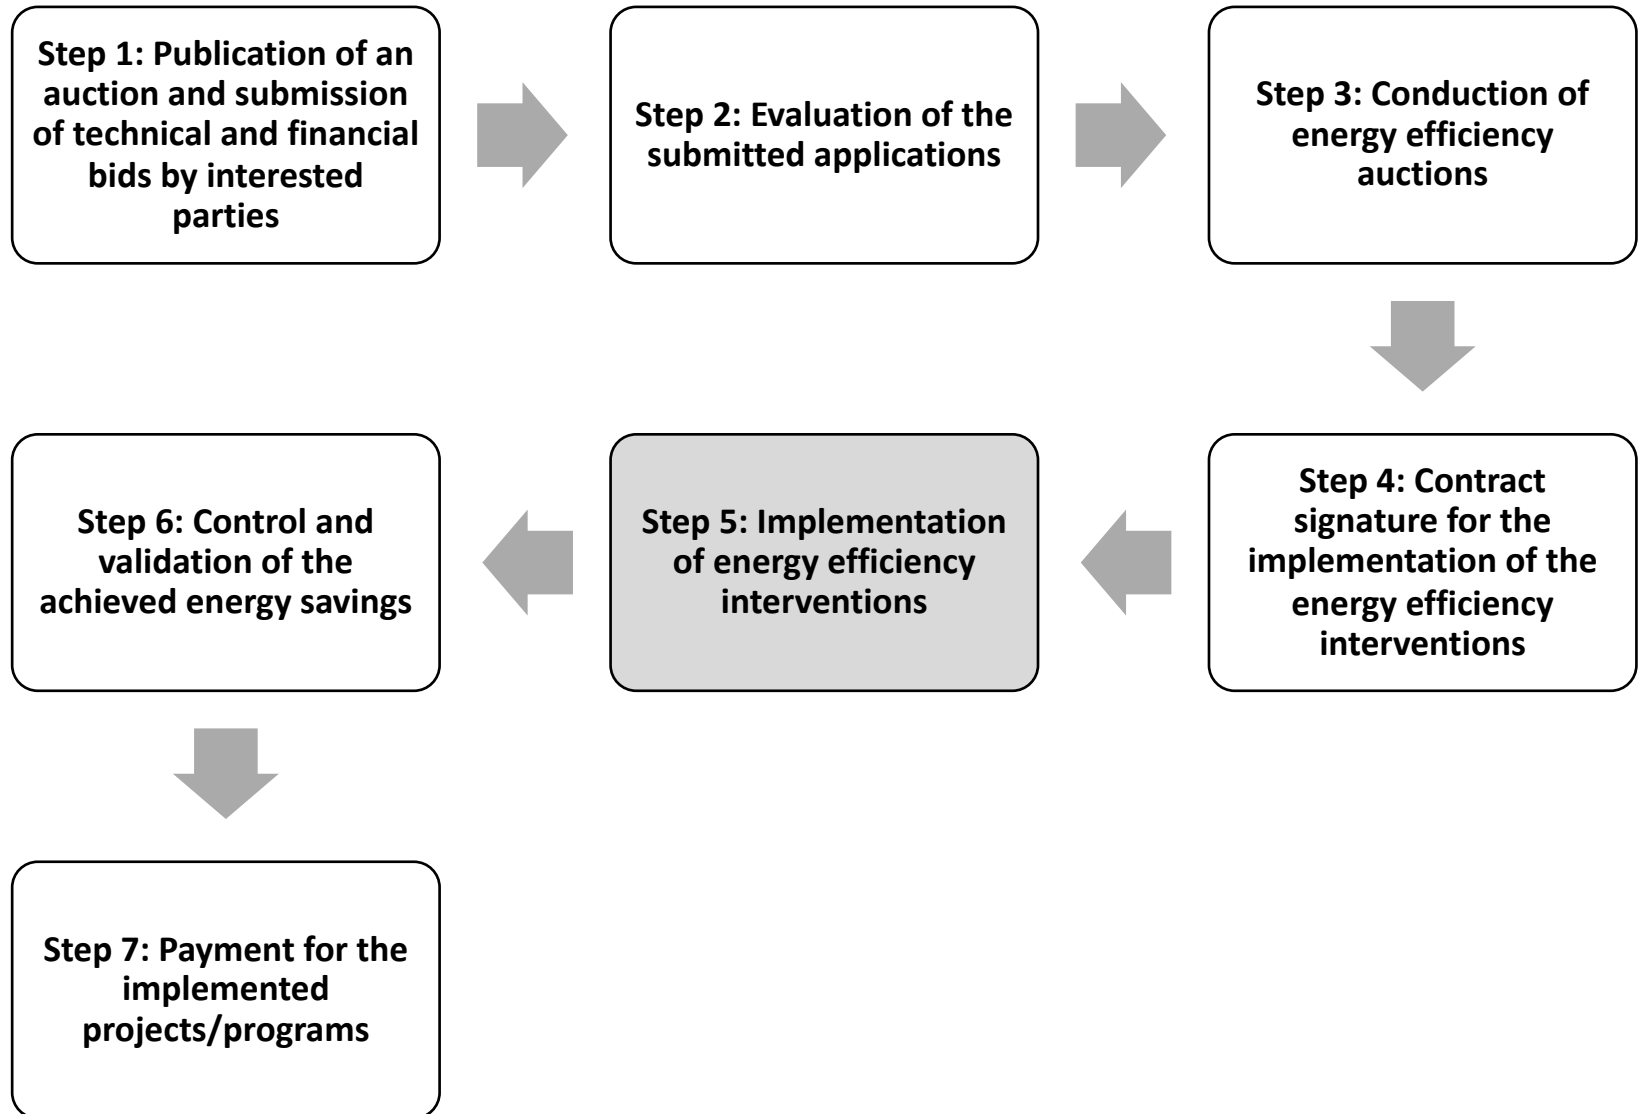 Step 1: Publication of an
auction and submission
of technical and financial
bids by interested
parties
Step 2: Evaluation of the
submitted applications
Step 3: Conduction of
energy efficiency
auctions
Step 4: Contract
signature for the
implementation of the
energy efficiency
interventions
Step 5: Implementation
of energy efficiency
interventions
Step 6: Control and
validation of the
achieved energy savings
Step 7: Payment for the
implemented
projects/programs